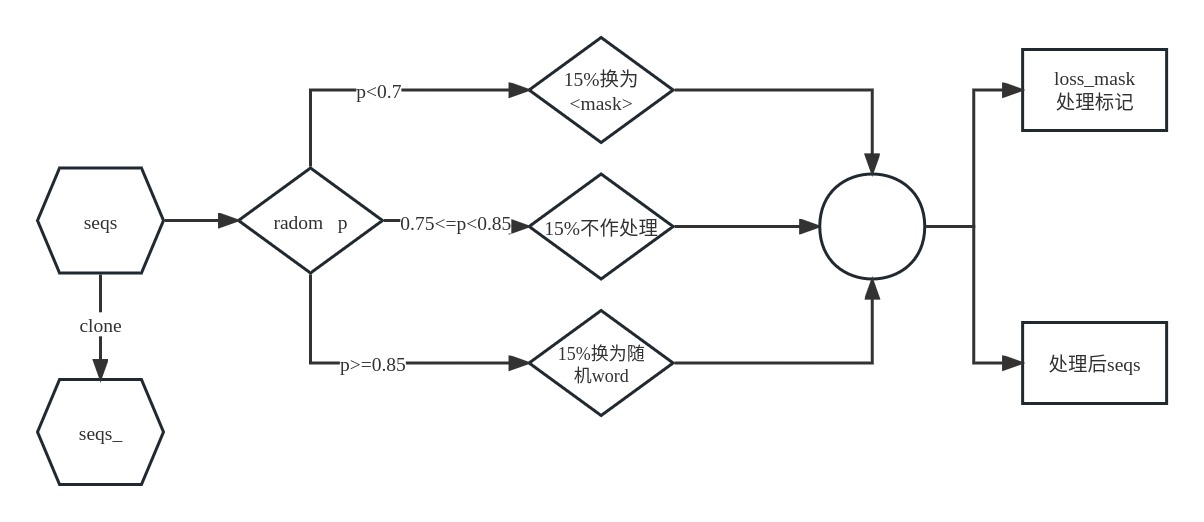 15%换为
<mask>
loss_mask
处理标记
p<0.7
seqs
radom p
0.75<=p<0.85
15%不作处理
clone
p>=0.85
15%换为随
机word
处理后seqs
seqs_